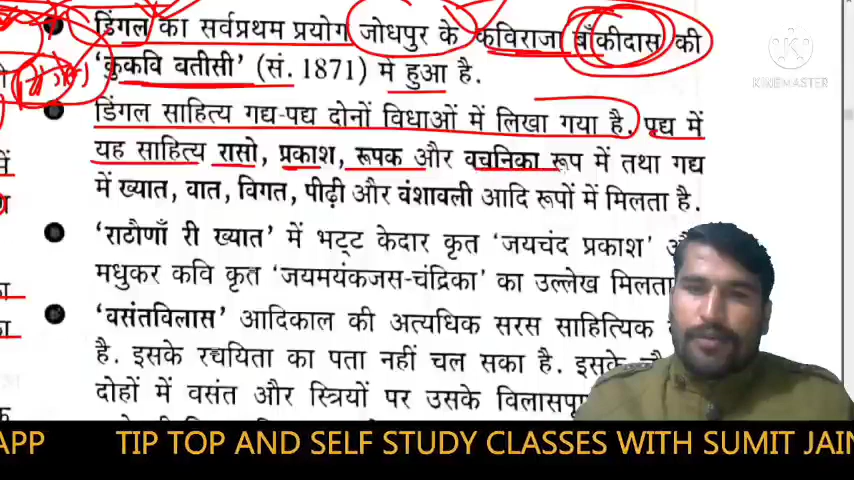 डिंगल का सर्वप्रथम प्रयोग जोधपुर के कविराजा बाँकीदास की
'कुकवि बतीसी' (सं. 1871) में हुआ है.
डिंगल साहित्य गद्य-पद्य दोनों विधाओं में लिखा गया है. पद्य में
यह साहित्य रासो, प्रकाश, रूपक और वचनिका रूप में तथा गद्य
में ख्यात, वात, विगत, पीढ़ी और वंशावली आदि रूपों में मिलता है.
'राठौणाँ री ख्यात' में भट्ट केदार कृत 'जयचंद प्रकाश'
मधुकर कवि कृत 'जयमयंकजस-चंद्रिका' का उल्लेख मिलता
'वसंतविलास' आदिकाल की अत्यधिक सरस साहित्यिक
है. इसके रचयिता का पता नहीं चल सका है. इसके
दोहों में वसंत और स्त्रियों पर उसके विलासपू
KINEMASTER
APP TIP TOP AND SELF STUDY CLASSES WITH SUMIT JAIN